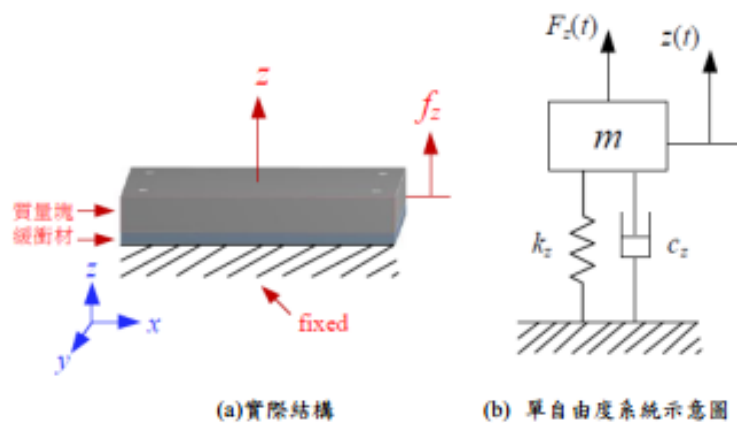 z
f_z
質量塊
緩衝材
z
x
y
fixed
(a)實際結構
F_z(t)
z(t)
m
k_z
c_z
(b) 單自由度系統示意圖